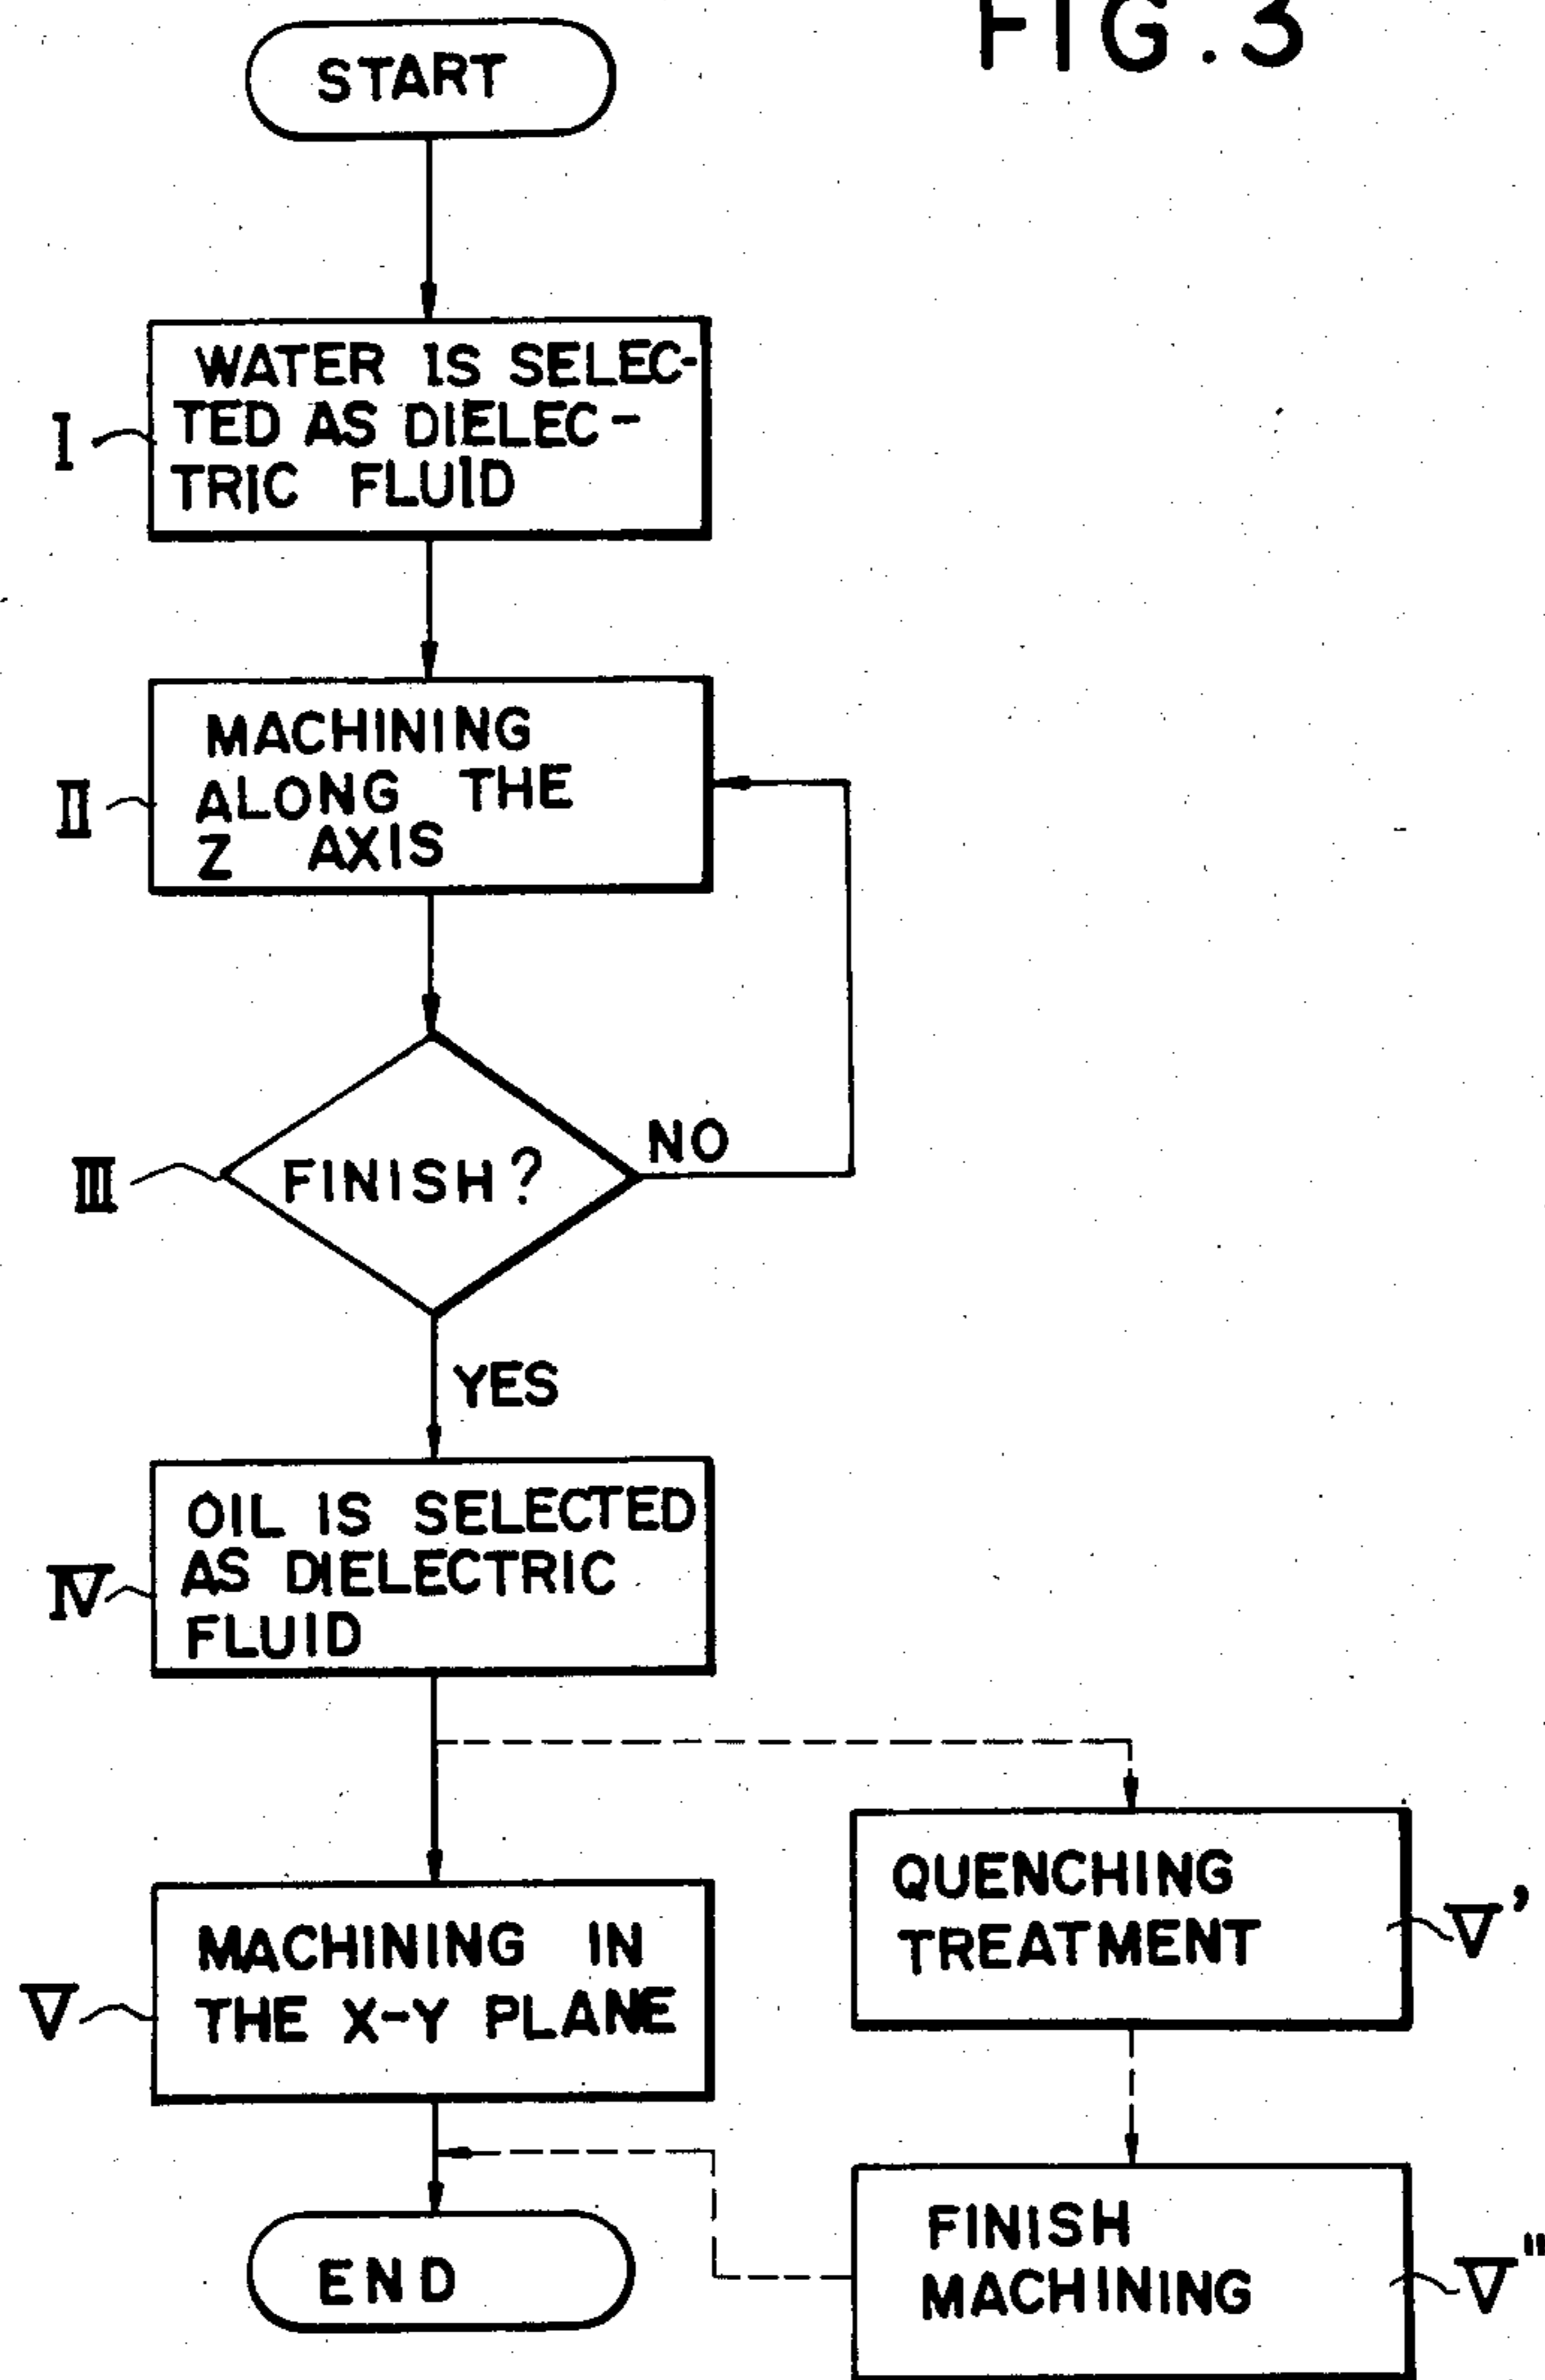 FIG. 3
START
I
WATER IS SELEC-
TED AS DIELEC-
TRIC FLUID
II
MACHINING
ALONG THE
Z AXIS
III
FINISH?
NO
YES
IV
OIL IS SELECTED
AS DIELECTRIC
FLUID
V
MACHINING IN
THE X-Y PLANE
QUENCHING
TREATMENT
V'
FINISH
MACHINING
V"
END